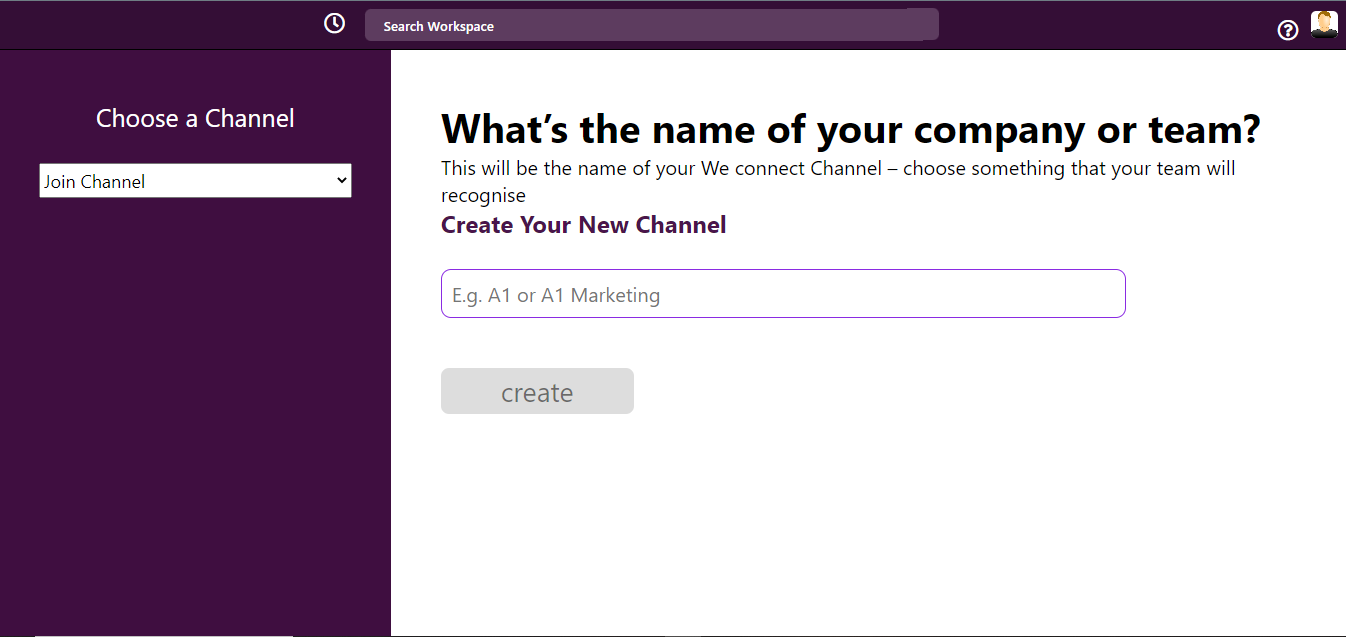 Search Workspace
?
Choose a Channel
Join Channel
What’s the name of your company or team?
This will be the name of your We connect Channel – choose something that your team will
recognise
Create Your New Channel
E.g. A1 or A1 Marketing
create